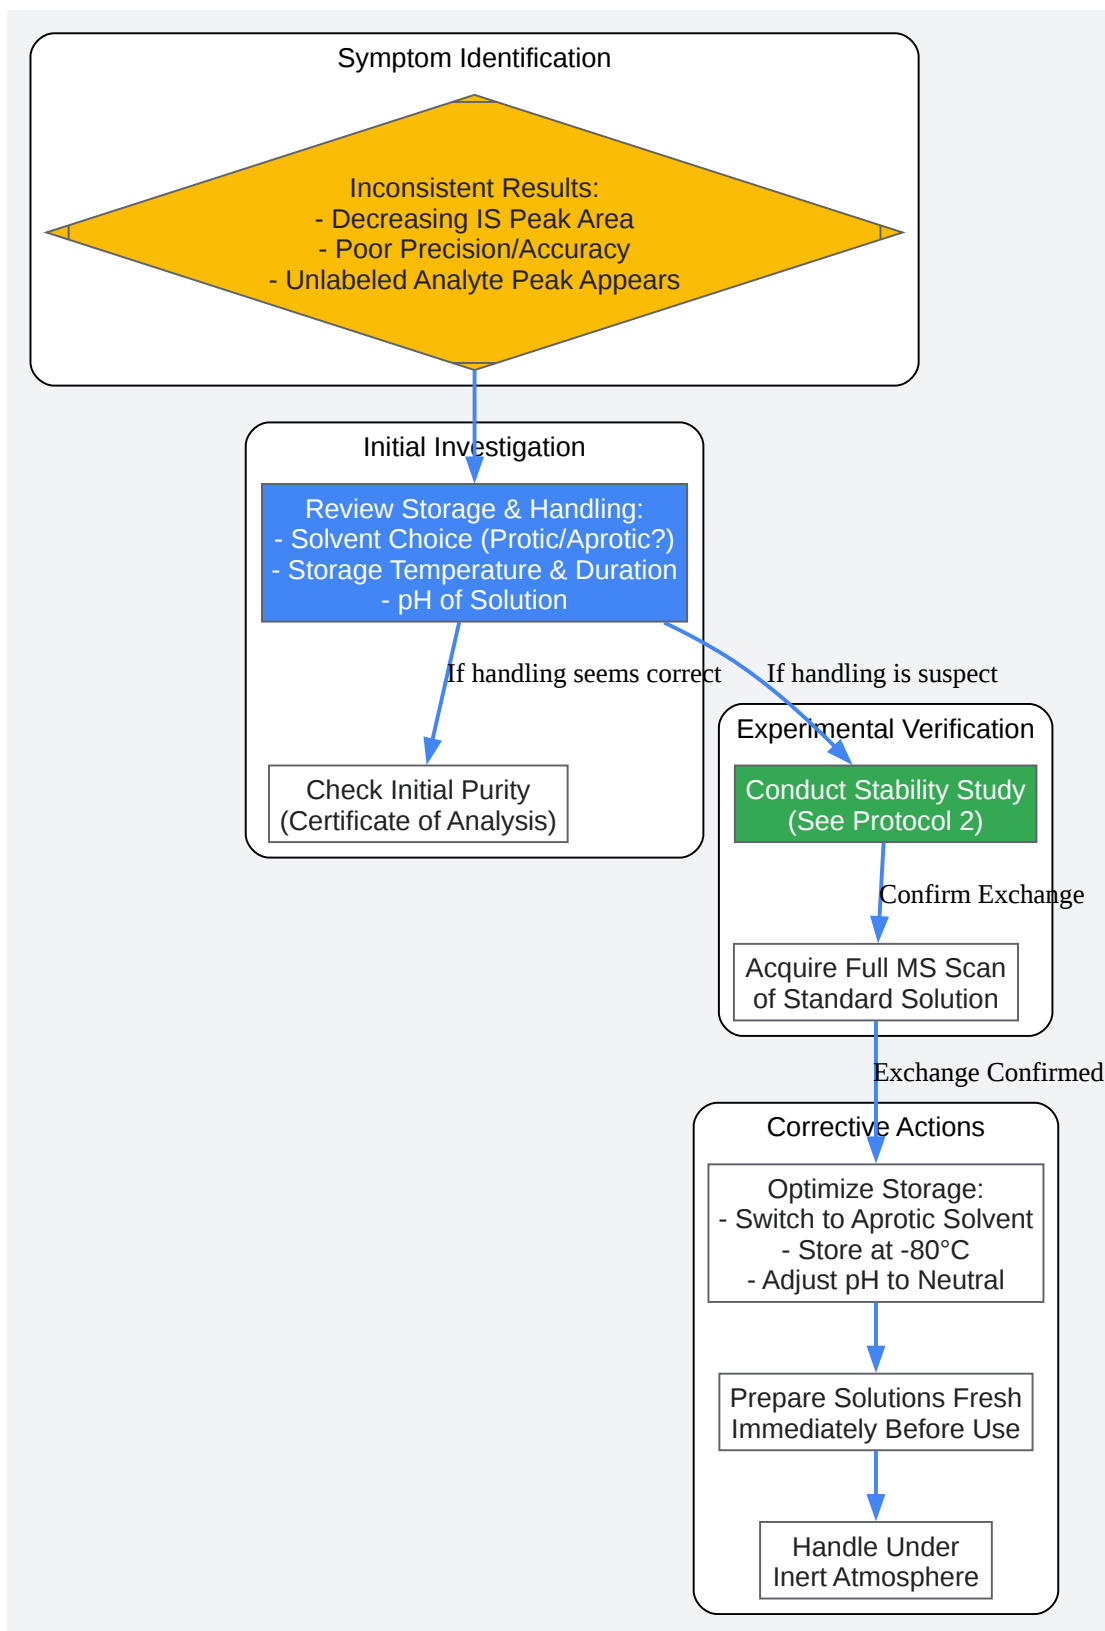 Symptom Identification
Inconsistent Results:
- Decreasing IS Peak Area
- Poor Precision/Accuracy
- Unlabeled Analyte Peak Appears
Initial Investigation
Review Storage & Handling:
- Solvent Choice (Protic/Aprotic?)
- Storage Temperature & Duration
- pH of Solution
If handling seems correct
If handling is suspect
Check Initial Purity
(Certificate of Analysis)
Experimental Verification
Conduct Stability Study
(See Protocol 2)
Confirm Exchange
Acquire Full MS Scan
of Standard Solution
Exchange Confirmed
Corrective Actions
Optimize Storage:
- Switch to Aprotic Solvent
- Store at -80°C
- Adjust pH to Neutral
Prepare Solutions Fresh
Immediately Before Use
Handle Under
Inert Atmosphere